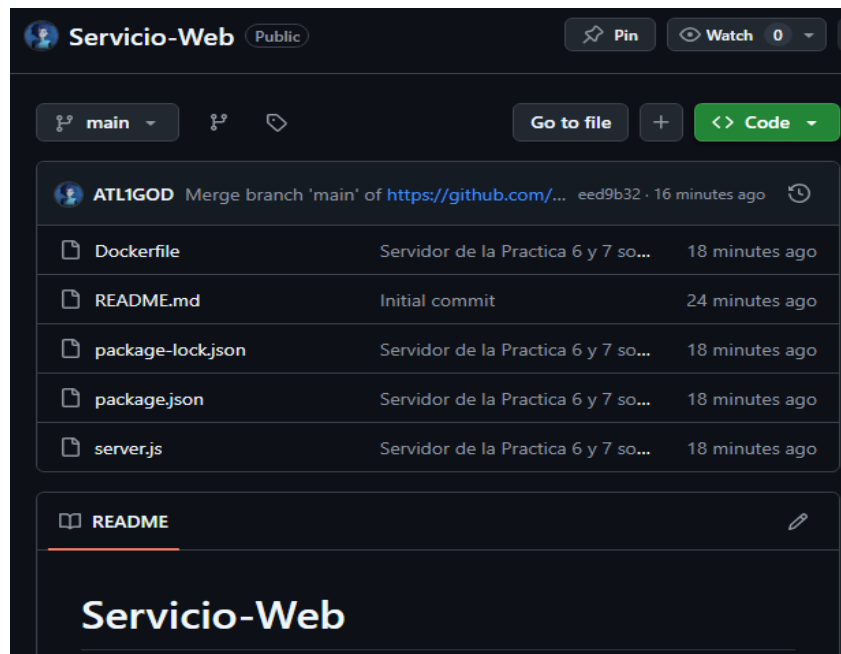 Servicio-Web Public Pin Watch 0
main Go to file + <> Code
ATL1GOD Merge branch 'main' of https://github.com/... eed9b32 · 16 minutes ago
Dockerfile Servidor de la Practica 6 y 7 so... 18 minutes ago
README.md Initial commit 24 minutes ago
package-lock.json Servidor de la Practica 6 y 7 so... 18 minutes ago
package.json Servidor de la Practica 6 y 7 so... 18 minutes ago
server.js Servidor de la Practica 6 y 7 so... 18 minutes ago
README
Servicio-Web